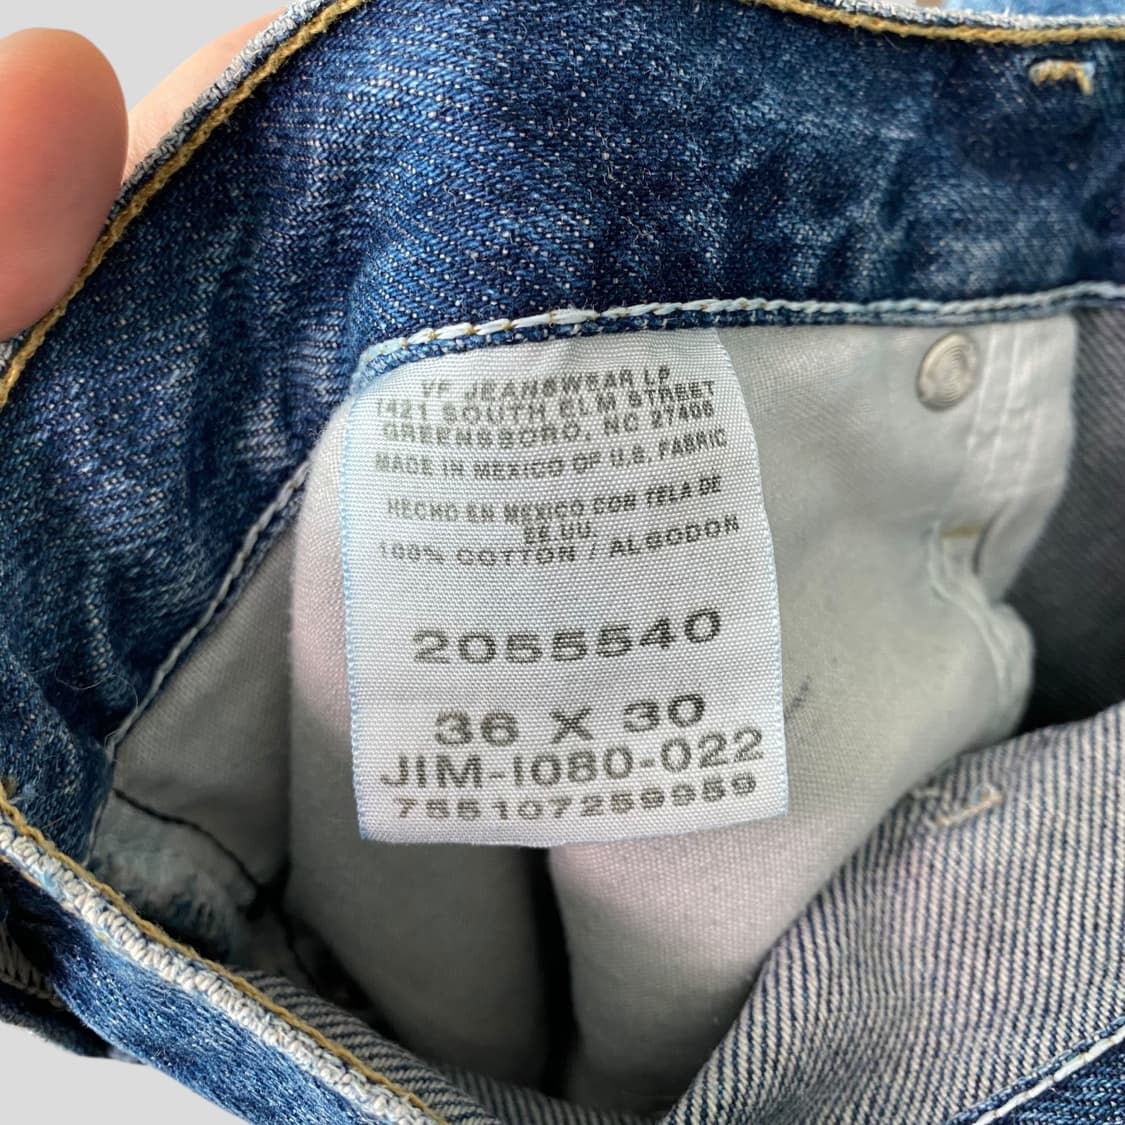 VF JEANSWEAR LP
1421 SOUTH ELM STREET
GREENSBORO, NC 27406
MADE IN MEXICO OF U.S. FABRIC
HECHO EN MEXICO CON TELA DE
EE.UU.
100% COTTON / ALGODON
2055540
36 X 30
JIM-I080-022
755107259959